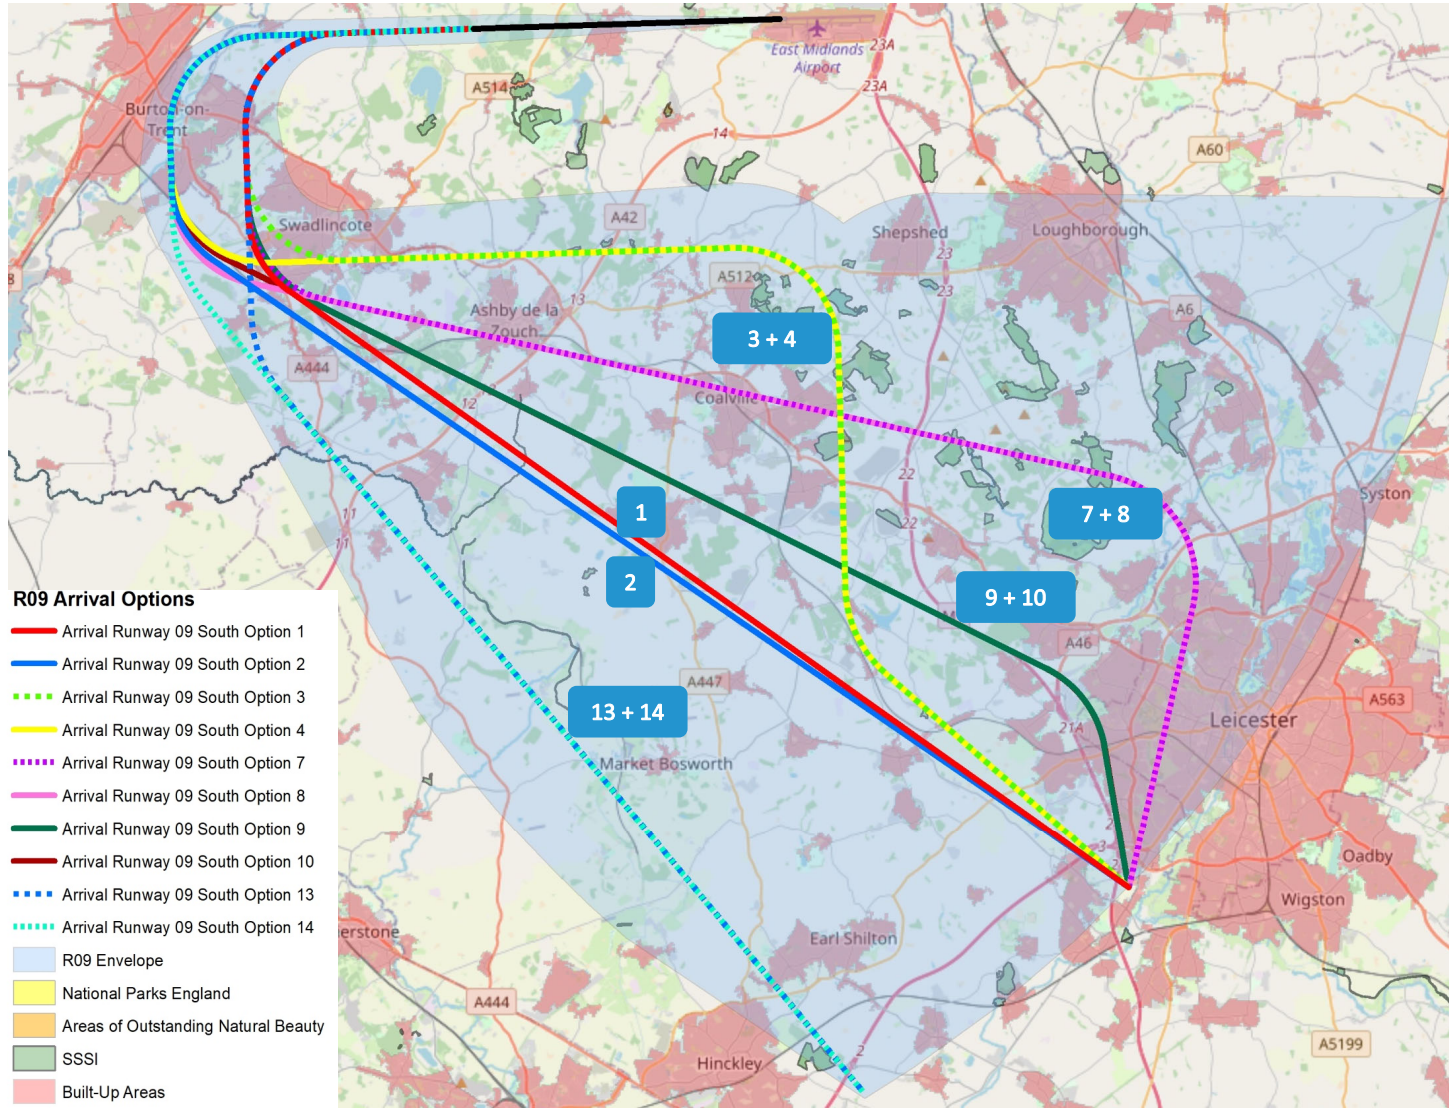 East Midlands
Airport
23A
23A
A514
Burton-on-
Trent
14
A60
Swadlincote
A42
Shepshed
Loughborough
23
8
A512
13
23
A6
Ashby de la
Zouch
3 + 4
A444
Coalville
12
22
Syston
11
1
7 + 8
22
11
2
9 + 10
A46
R09 Arrival Options
Arrival Runway 09 South Option 1
Arrival Runway 09 South Option 2
Arrival Runway 09 South Option 3
Arrival Runway 09 South Option 4
Arrival Runway 09 South Option 7
Arrival Runway 09 South Option 8
Arrival Runway 09 South Option 9
Arrival Runway 09 South Option 10
Arrival Runway 09 South Option 13
Arrival Runway 09 South Option 14
R09 Envelope
National Parks England
Areas of Outstanding Natural Beauty
SSSI
Built-Up Areas
A447
A563
13 + 14
Leicester
21A
Market Bosworth
Oadby
Wigston
erstone
Earl Shilton
A444
A5199
Hinckley
2